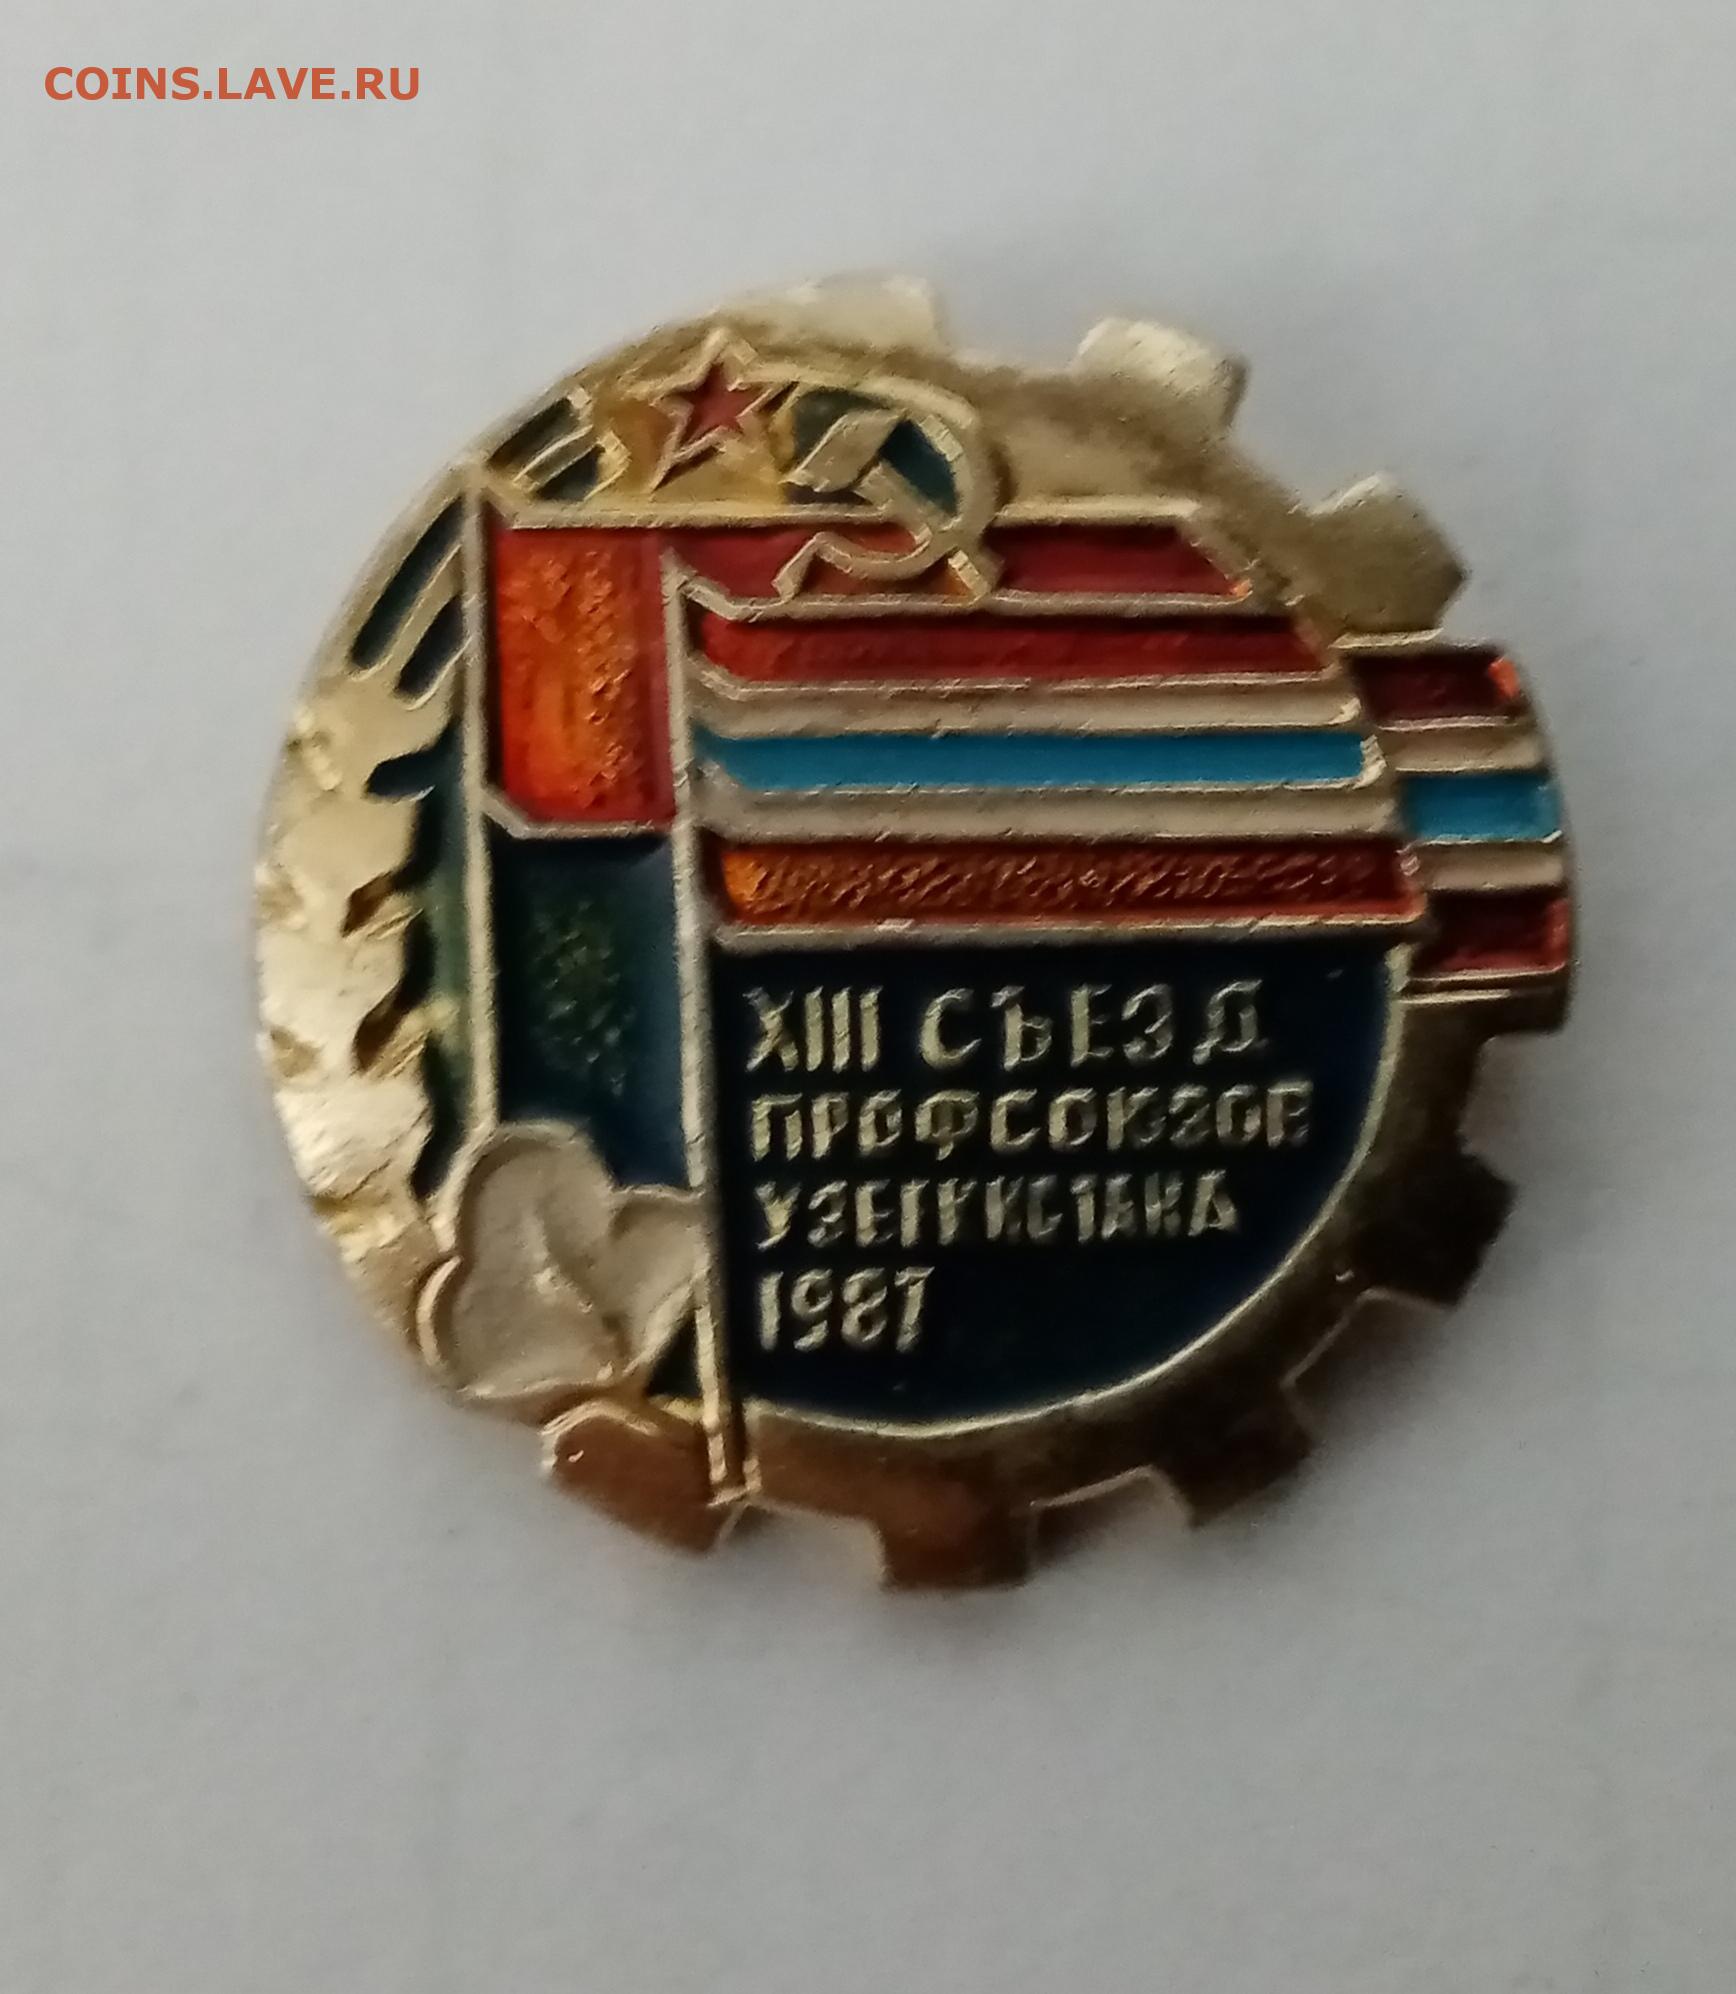 COINS.LAVE.RU
XIII СЪЕЗД
ПРОФСОЮЗОВ
УЗБЕКИСТАНА
1987